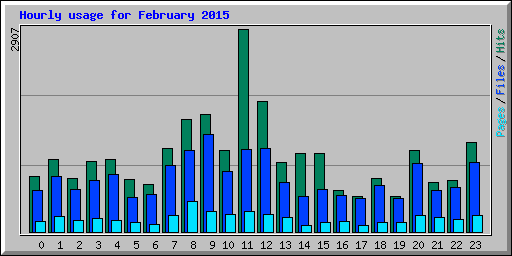 Hourly usage for February 2015
2907
Pages/Files/Hits
0 1 2 3 4 5 6 7 8 9 10 11 12 13 14 15 16 17 18 19 20 21 22 23